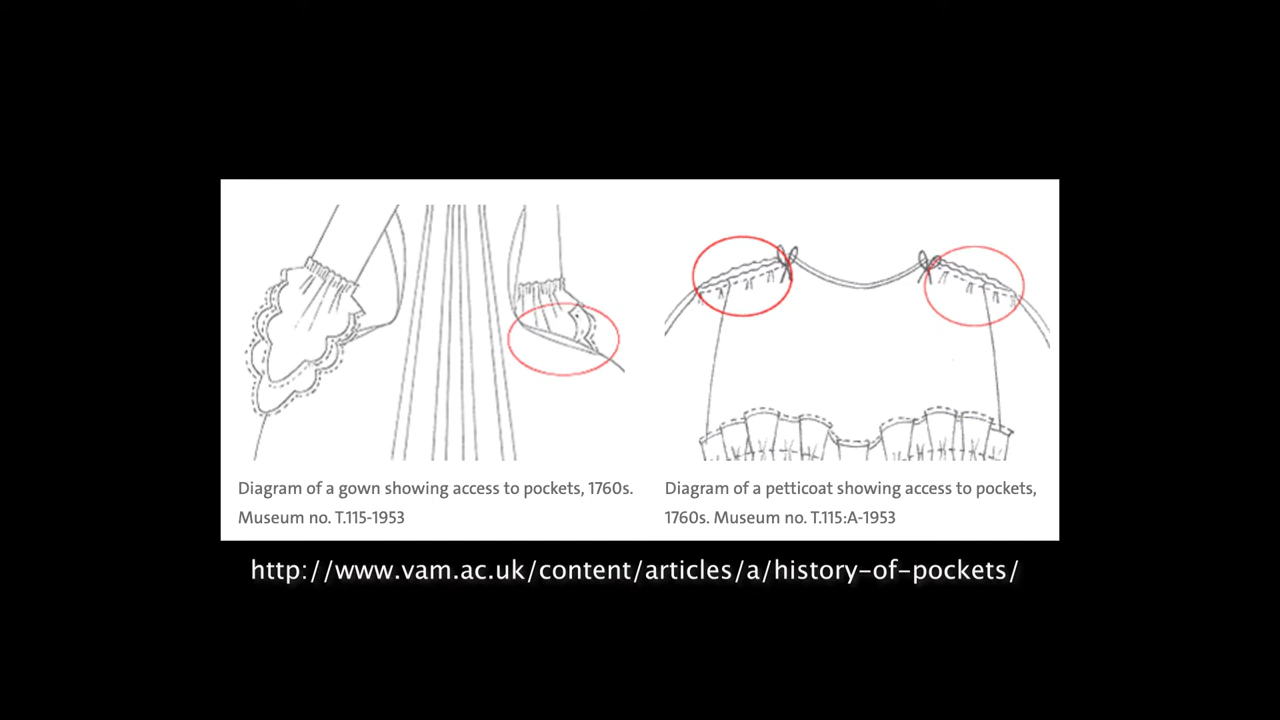 Diagram of a gown showing access to pockets, 1760s.
Museum no. T.115-1953
Diagram of a petticoat showing access to pockets,
1760s. Museum no. T.115:A-1953
http://www.vam.ac.uk/content/articles/a/history-of-pockets/